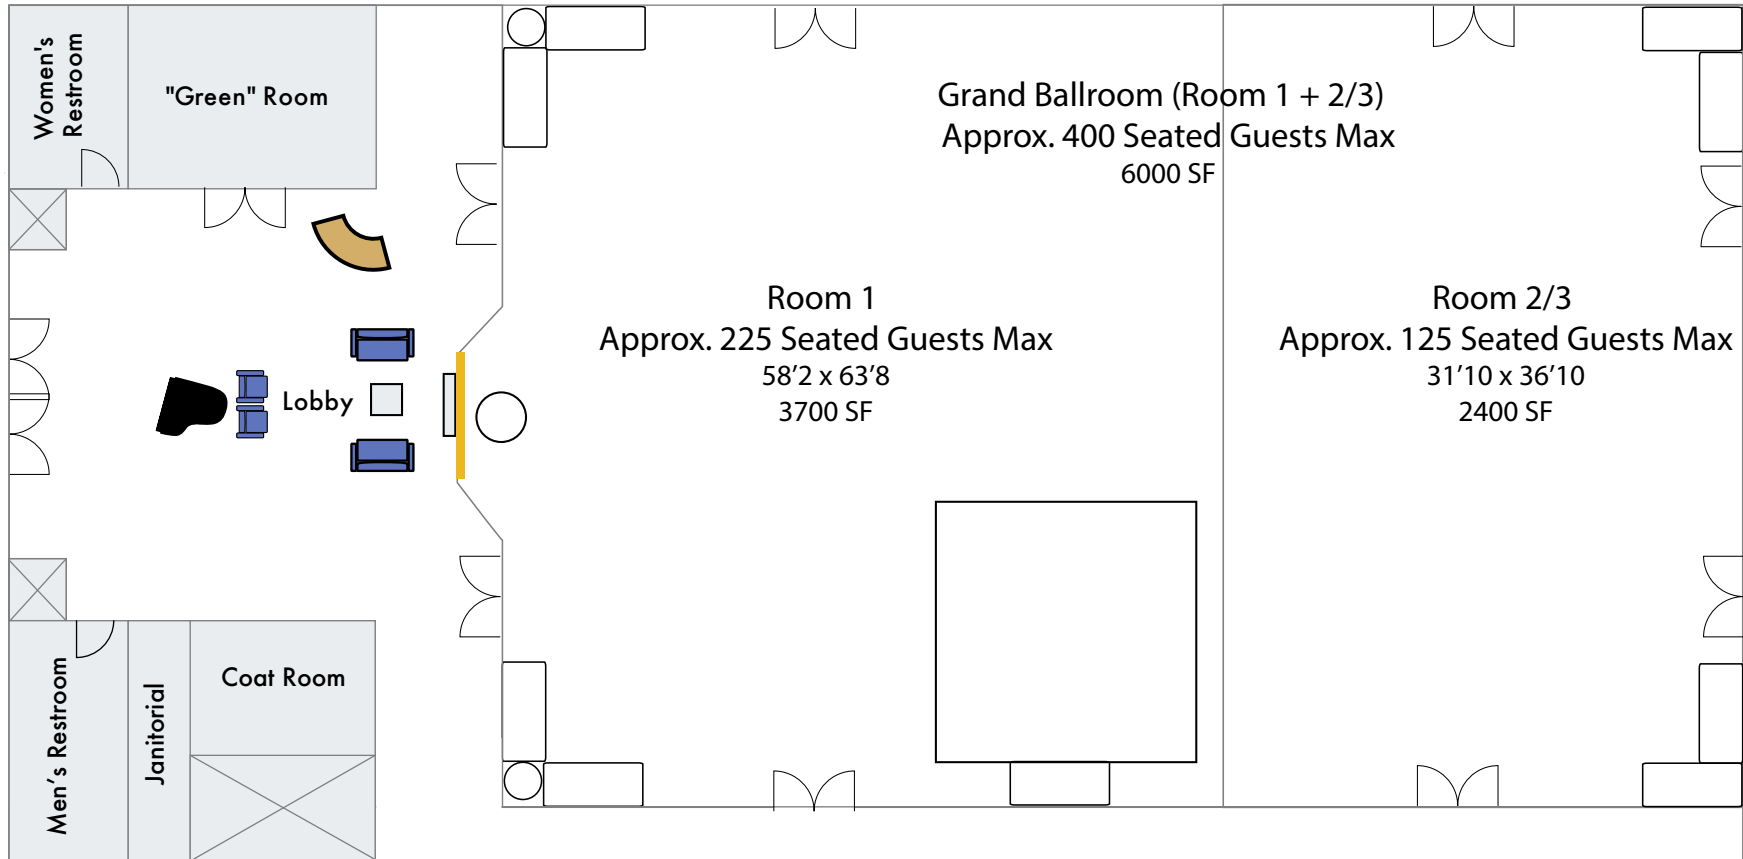 Women's
Restroom
"Green" Room
Grand Ballroom (Room 1 + 2/3)
Approx. 400 Seated Guests Max
6000 SF
Room 1
Approx. 225 Seated Guests Max
58’2 x 63’8
3700 SF
Room 2/3
Approx. 125 Seated Guests Max
31’10 x 36’10
2400 SF
Lobby
Men’s Restroom
Janitorial
Coat Room